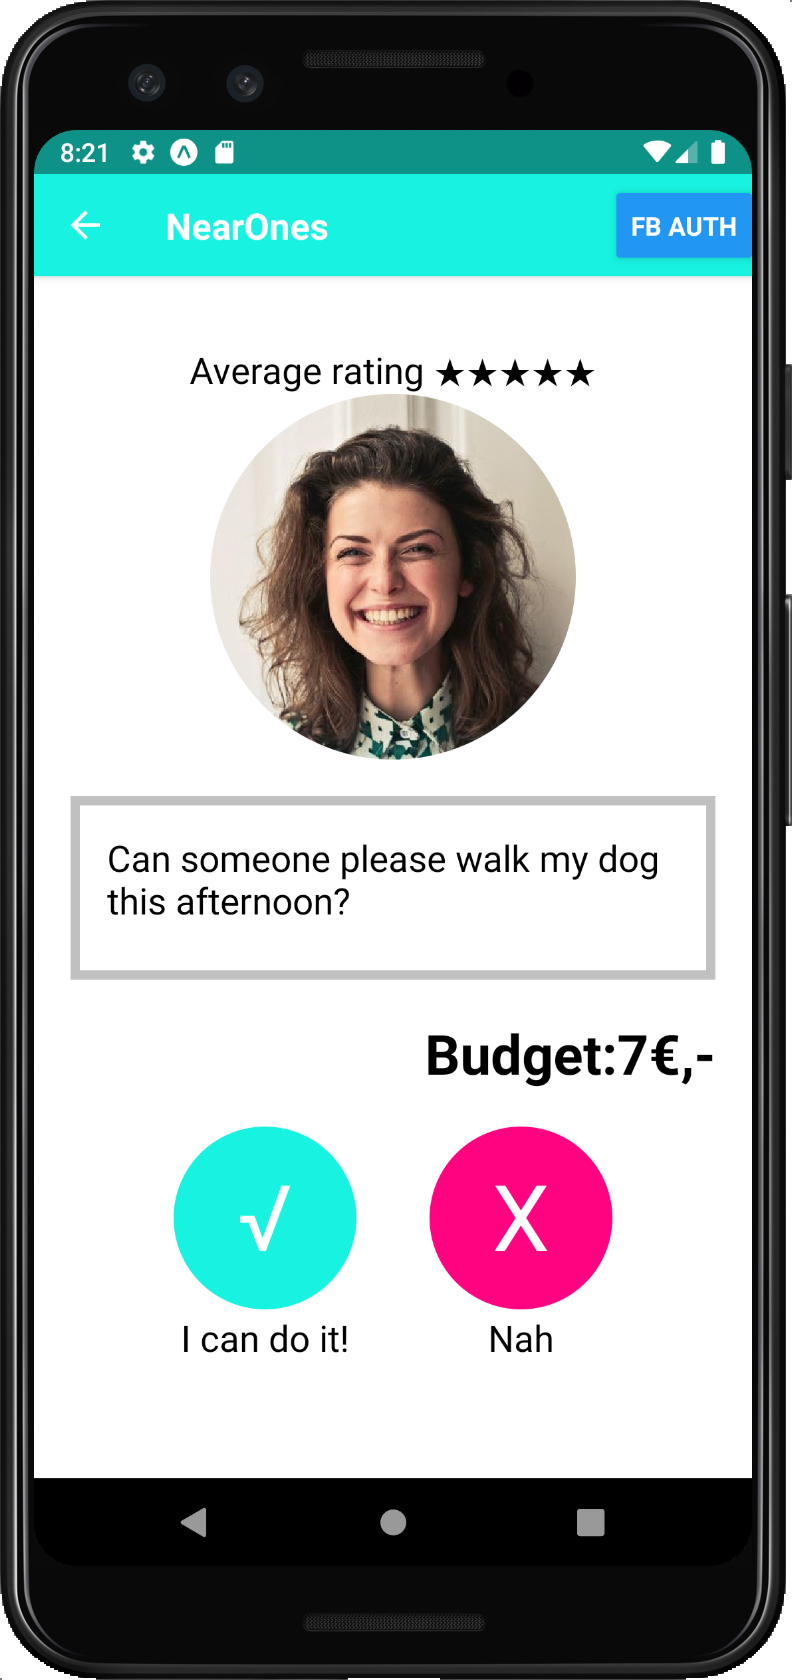 8:21
NearOnes
FB AUTH
Average rating ★★★★★
Can someone please walk my dog
this afternoon?
Budget:7€,-
√
X
I can do it!
Nah